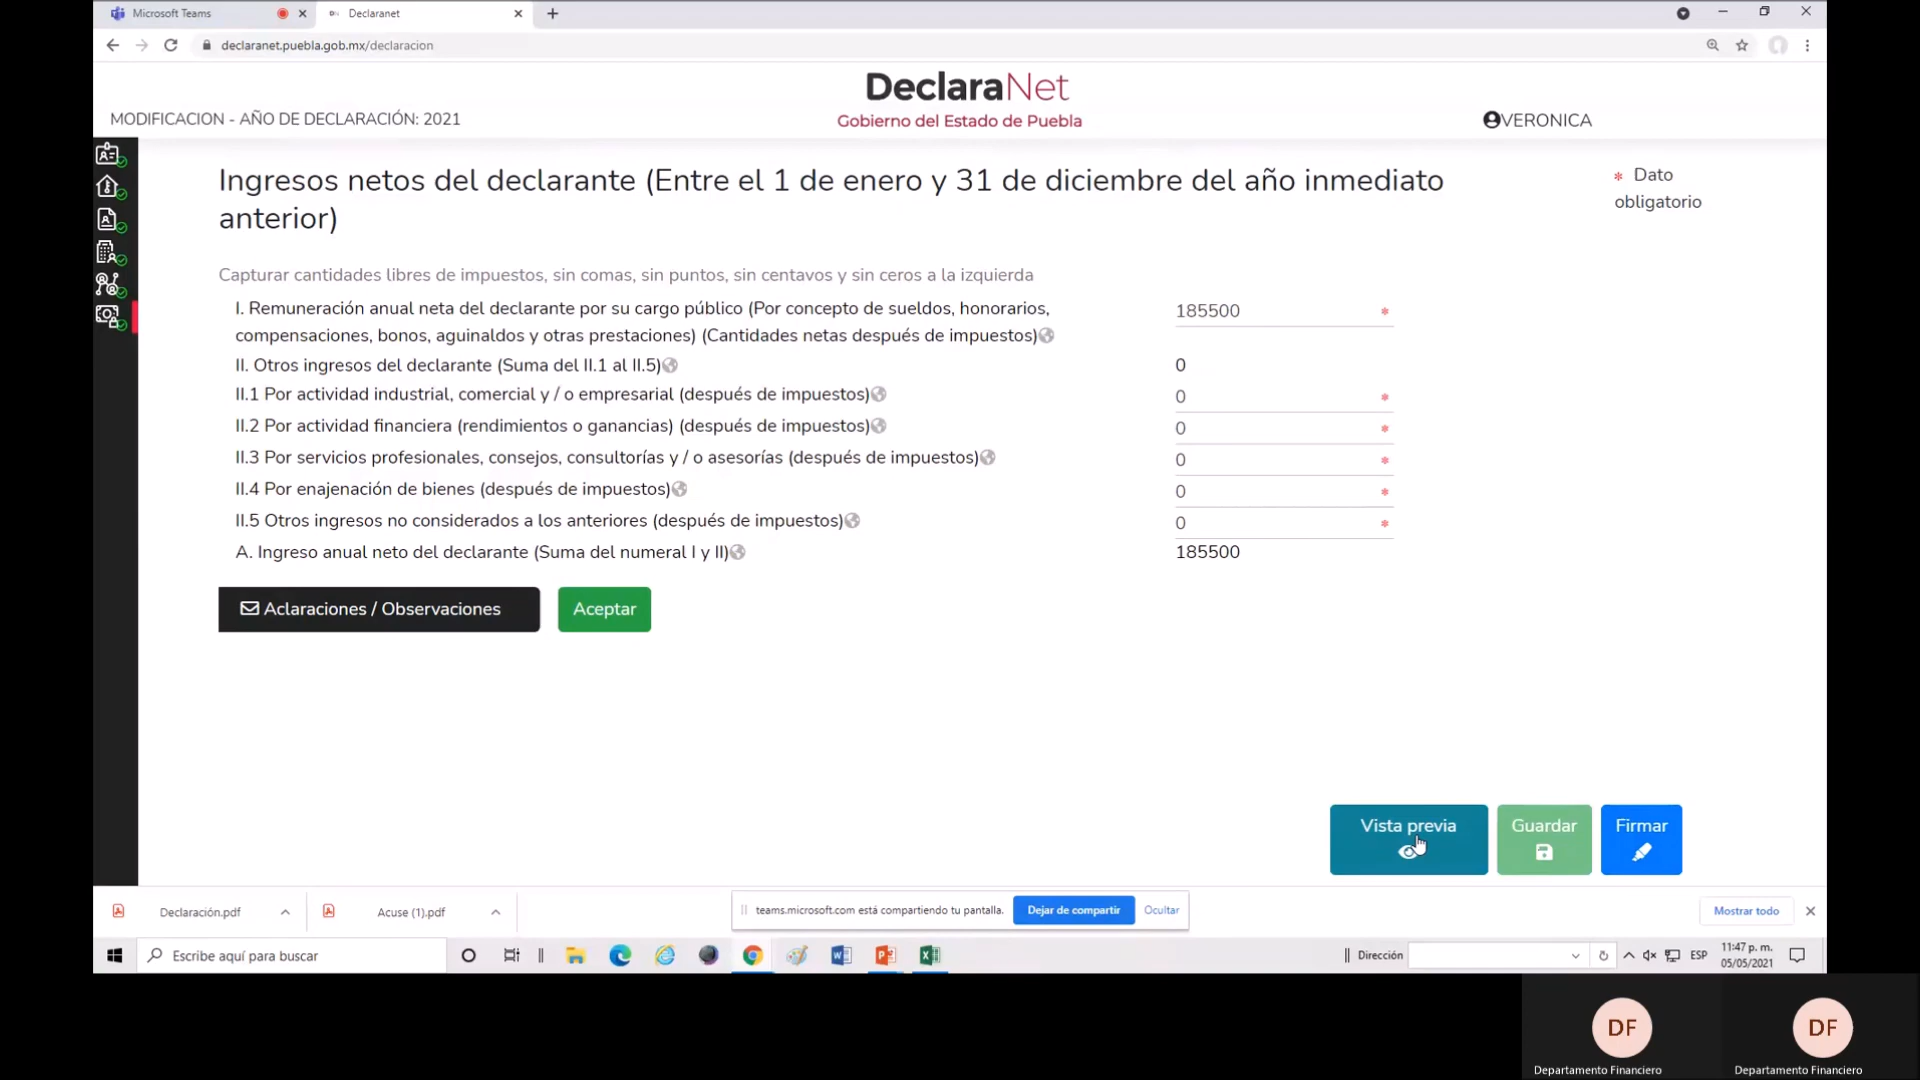 Microsoft Teams
Declaranet
declaranet.puebla.gob.mx/declaracion
DeclaraNet
Gobierno del Estado de Puebla
MODIFICACION - AÑO DE DECLARACIÓN: 2021
VERONICA
Ingresos netos del declarante (Entre el 1 de enero y 31 de diciembre del año inmediato
anterior)
* Dato
obligatorio
Capturar cantidades libres de impuestos, sin comas, sin puntos, sin centavos y sin ceros a la izquierda
I. Remuneración anual neta del declarante por su cargo público (Por concepto de sueldos, honorarios,
compensaciones, bonos, aguinaldos y otras prestaciones) (Cantidades netas después de impuestos)
185500 *
II. Otros ingresos del declarante (Suma del II.1 al II.5) 0
II.1 Por actividad industrial, comercial y / o empresarial (después de impuestos) 0 *
II.2 Por actividad financiera (rendimientos o ganancias) (después de impuestos) 0 *
II.3 Por servicios profesionales, consejos, consultorías y / o asesorías (después de impuestos) 0 *
II.4 Por enajenación de bienes (después de impuestos) 0 *
II.5 Otros ingresos no considerados a los anteriores (después de impuestos) 0 *
A. Ingreso anual neto del declarante (Suma del numeral I y II) 185500
Aclaraciones / Observaciones
Aceptar
Vista previa
Guardar
Firmar
Declaración.pdf
Acuse (1).pdf
teams.microsoft.com está compartiendo tu pantalla.
Dejar de compartir
Ocultar
Mostrar todo
Escribe aquí para buscar
Dirección
ESP
11:47 p. m.
05/05/2021
DF
Departamento Financiero
DF
Departamento Financiero